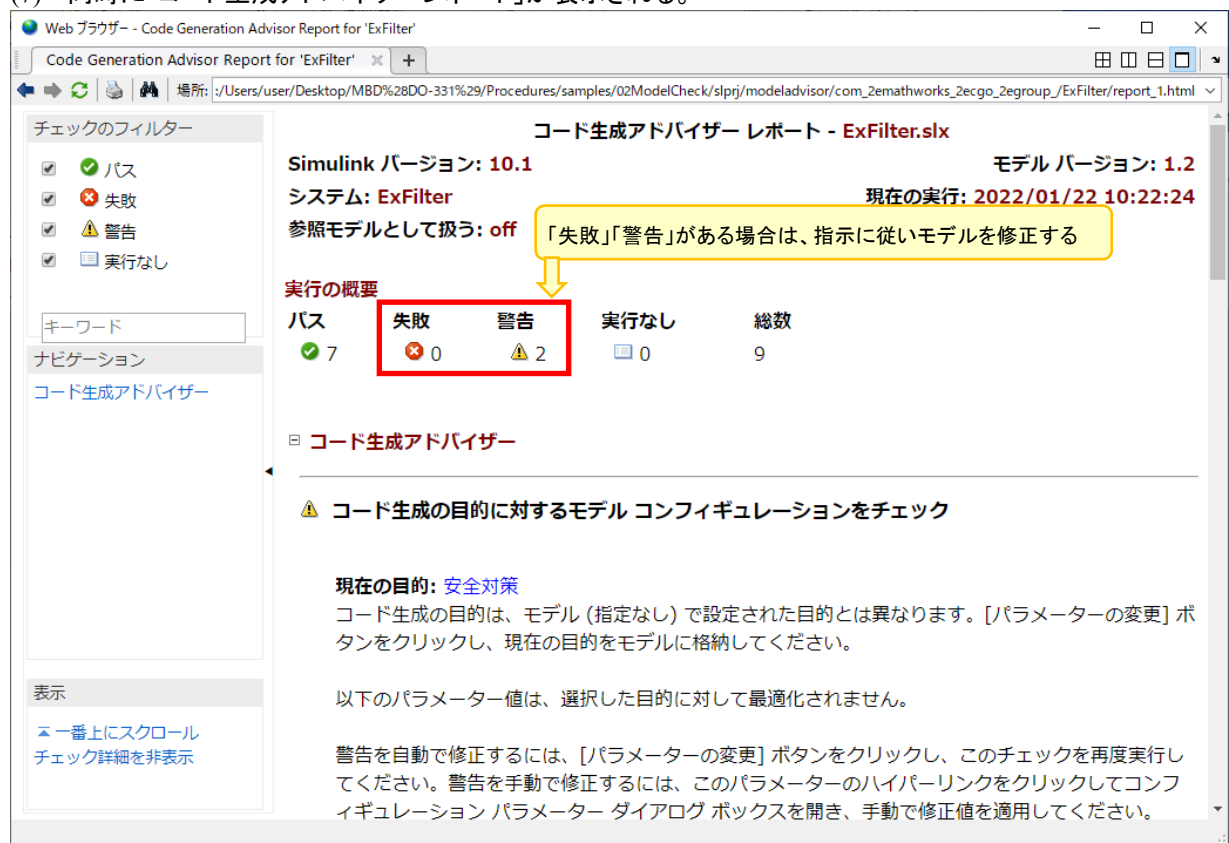 Web ブラウザー - Code Generation Advisor Report for 'ExFilter'
Code Generation Advisor Report for 'ExFilter'
場所: :/Users/user/Desktop/MBD%28DO-331%29/Procedures/samples/02ModelCheck/slprj/modeladvisor/com_2emathworks_2ecgo_2egroup_/ExFilter/report_1.html
チェックのフィルター
パス
失敗
警告
実行なし
キーワード
ナビゲーション
コード生成アドバイザー
表示
一番上にスクロール
チェック詳細を非表示
コード生成アドバイザー レポート - ExFilter.slx
Simulink バージョン: 10.1 モデル バージョン: 1.2
システム: ExFilter 現在の実行: 2022/01/22 10:22:24
参照モデルとして扱う: off
「失敗」「警告」がある場合は、指示に従いモデルを修正する
実行の概要
パス 失敗 警告 実行なし 総数
7 0 2 0 9
コード生成アドバイザー
コード生成の目的に対するモデル コンフィギュレーションをチェック
現在の目的: 安全対策
コード生成の目的は、モデル (指定なし) で設定された目的とは異なります。[パラメーターの変更] ボ
タンをクリックし、現在の目的をモデルに格納してください。
以下のパラメーター値は、選択した目的に対して最適化されません。
警告を自動で修正するには、[パラメーターの変更] ボタンをクリックし、このチェックを再度実行し
てください。警告を手動で修正するには、このパラメーターのハイパーリンクをクリックしてコンフ
ィギュレーション パラメーター ダイアログ ボックスを開き、手動で修正値を適用してください。